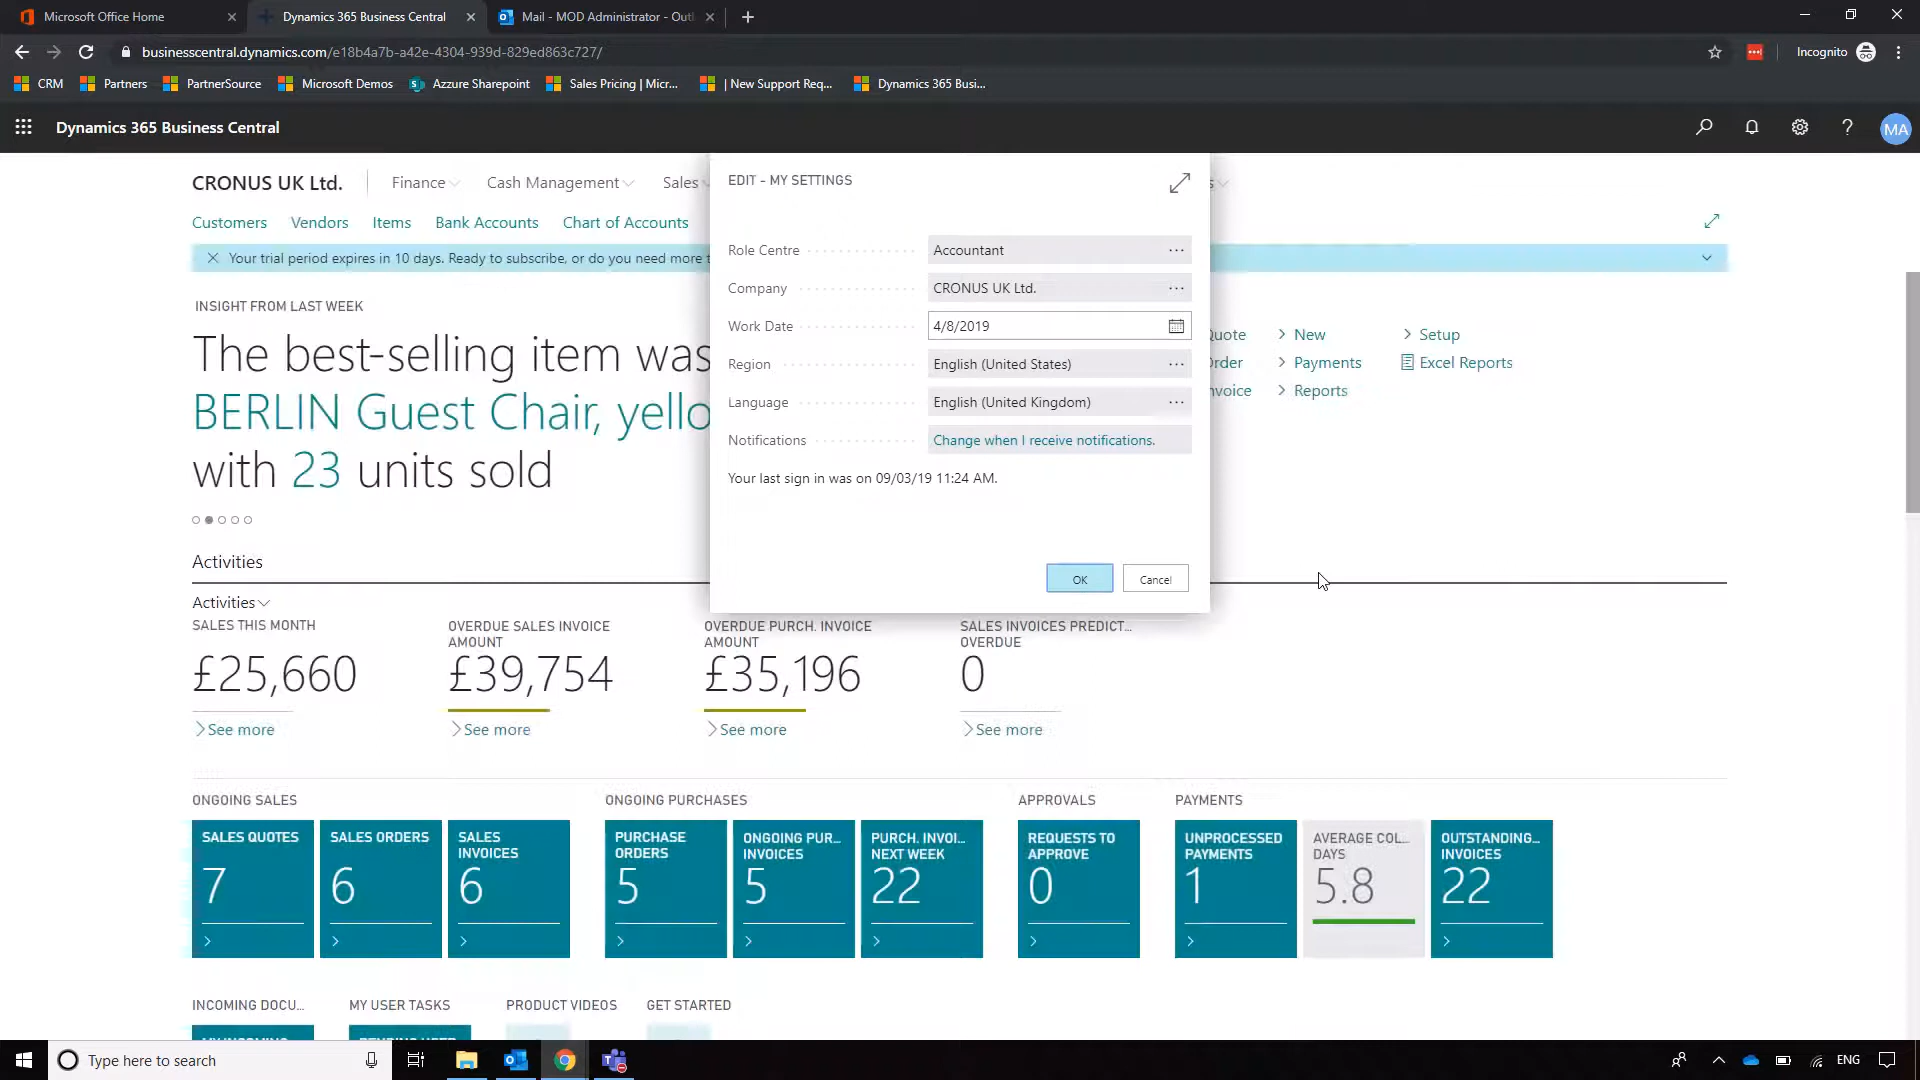 Microsoft Office Home
Dynamics 365 Business Central
Mail - MOD Administrator - Outl
businesscentral.dynamics.com/e18b4a7b-a42e-4304-939d-829ed863c727/
Incognito
CRM
Partners
PartnerSource
Microsoft Demos
Azzure Sharepoint
Sales Pricing | Micr...
| New Support Req...
Dynamics 365 Busi...
Dynamics 365 Business Central
?
MA
CRONUS UK Ltd.
Finance
Cash Management
Sales
s
Customers
Vendors
Items
Bank Accounts
Chart of Accounts
Your trial period expires in 10 days. Ready to subscribe, or do you need more t
EDIT - MY SETTINGS
Role Centre
Accountant
Company
CRONUS UK Ltd.
Work Date
4/8/2019
Region
English (United States)
Language
English (United Kingdom)
Notifications
Change when I receive notifications.
Your last sign in was on 09/03/19 11:24 AM.
OK
Cancel
INSIGHT FROM LAST WEEK
The best-selling item was
BERLIN Guest Chair, yello
with 23 units sold
Quote
New
Setup
Order
Payments
Excel Reports
nvoice
Reports
Activities
Activities
SALES THIS MONTH
£25,660
See more
OVERDUE SALES INVOICE
AMOUNT
£39,754
See more
OVERDUE PURCH. INVOICE
AMOUNT
£35,196
See more
SALES INVOICES PREDICT...
OVERDUE
0
See more
ONGOING SALES
SALES QUOTES
7
SALES ORDERS
6
SALES
INVOICES
6
ONGOING PURCHASES
PURCHASE
ORDERS
5
ONGOING PUR...
INVOICES
5
PURCH. INVOI...
NEXT WEEK
22
APPROVALS
REQUESTS TO
APPROVE
0
PAYMENTS
UNPROCESSED
PAYMENTS
1
AVERAGE COL...
DAYS
5.8
OUTSTANDING...
INVOICES
22
INCOMING DOCU...
MY USER TASKS
PRODUCT VIDEOS
GET STARTED
MY INCOMING
PENDING USER
Type here to search
ENG